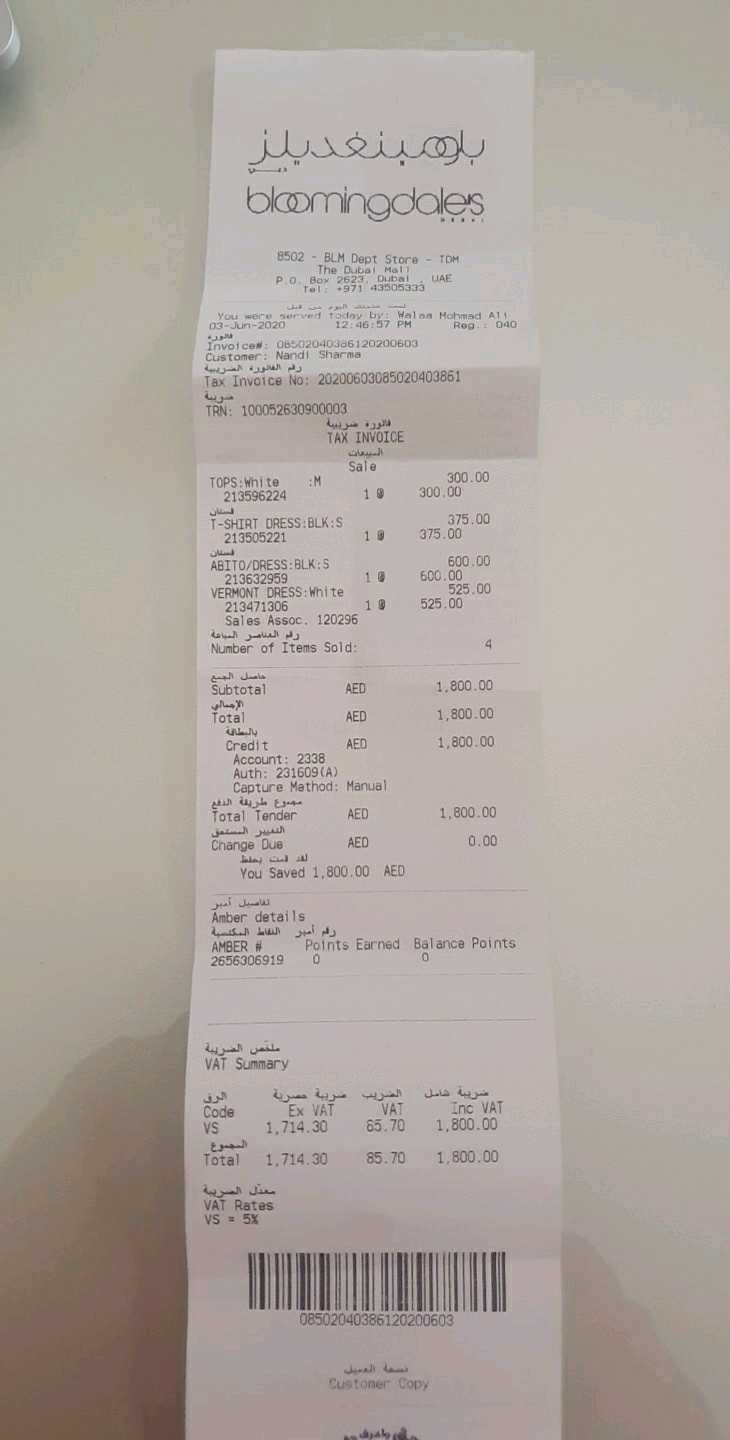 بلومينغديلز
دبي
bloomingdale's
DUBAI
8502 - BLM Dept Store - TDM
The Dubai Mall
P.O. Box 2623, Dubai , UAE
Tel: +971 43505333
تمت خدمتك اليوم من قبل
You were served today by: Walaa Mohmad Ali
03-Jun-2020 12:46:57 PM Reg.: 040
فاتورة
Invoice#: 08502040386120200603
Customer: Nandi Sharma
رقم الفاتورة الضريبية
Tax Invoice No: 20200603085020403861
ضريبة
TRN: 100052630900003
فاتورة ضريبية
TAX INVOICE
المبيعات
Sale
TOPS:White :M 300.00
213596224 1 @ 300.00
فستان
T-SHIRT DRESS:BLK:S 375.00
213505221 1 @ 375.00
فستان
ABITO/DRESS:BLK:S 600.00
213632959 1 @ 600.00
VERMONT DRESS:White 525.00
213471306 1 @ 525.00
Sales Assoc. 120296
رقم العناصر المباعة
Number of Items Sold: 4
حاصل الجمع
Subtotal AED 1,800.00
الإجمالي
Total AED 1,800.00
بالبطاقة
Credit AED 1,800.00
Account: 2338
Auth: 231609(A)
Capture Method: Manual
مجموع طريقة الدفع
Total Tender AED 1,800.00
التغيير المستحق
Change Due AED 0.00
لقد قمت بحفظ
You Saved 1,800.00 AED
تفاصيل أمبر
Amber details
رقم أمبر النقاط المكتسبة
AMBER # Points Earned Balance Points
2656306919 0 0
ملخص الضريبة
VAT Summary
الرق ضريبة حصرية الضريب ضريبة شامل
Code Ex VAT VAT Inc VAT
VS 1,714.30 85.70 1,800.00
المجموع
Total 1,714.30 85.70 1,800.00
معدّل الضريبة
VAT Rates
VS = 5%
08502040386120200603
نسخة العميل
Customer Copy